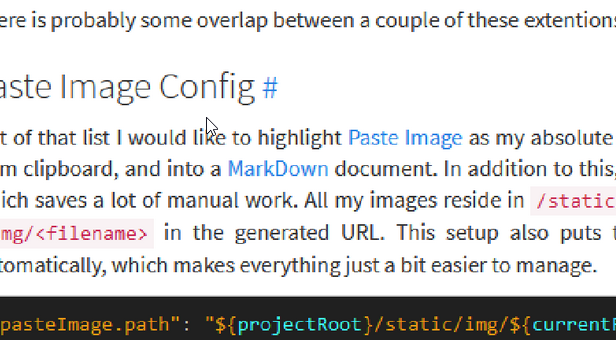 ere is probably some overlap between a couple of these extentions
aste Image Config #
t of that list I would like to highlight Paste Image as my absolute
m clipboard, and into a MarkDown document. In addition to this,
ich saves a lot of manual work. All my images reside in /static
mg/<filename> in the generated URL. This setup also puts t
tomatically, which makes everything just a bit easier to manage.
pasteImage.path": "${projectRoot}/static/img/${currentF